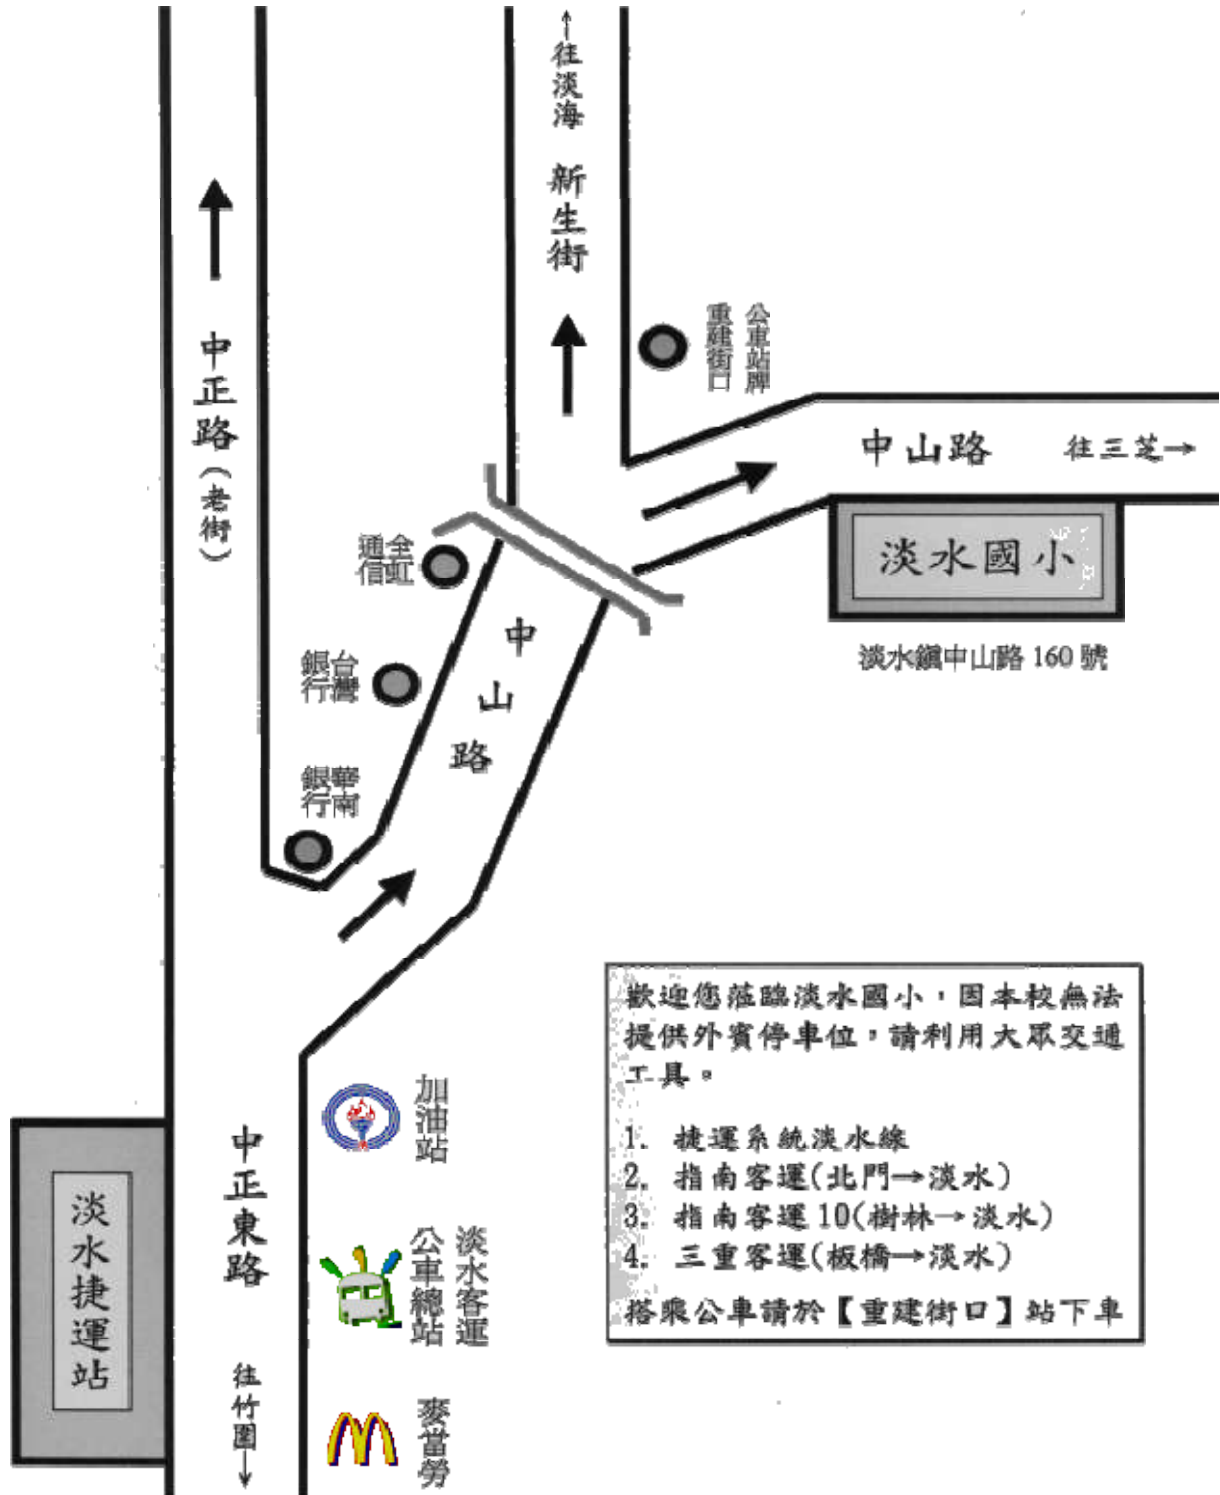 ←往淡海
新生街
中正路(老街)
公車站牌
重建街口
中山路
往三芝→
淡水國小
淡水鎮中山路 160 號
全虹
通信
台灣
銀行
華南
銀行
中山路
歡迎您蒞臨淡水國小，因本校無法
提供外賓停車位，請利用大眾交通
工具。
1. 捷運系統淡水線
2. 指南客運(北門→淡水)
3. 指南客運 10(樹林→淡水)
4. 三重客運(板橋→淡水)
搭乘公車請於【重建街口】站下車
加油站
淡水客運
公車總站
麥當勞
中正東路
往竹圍→
淡水捷運站